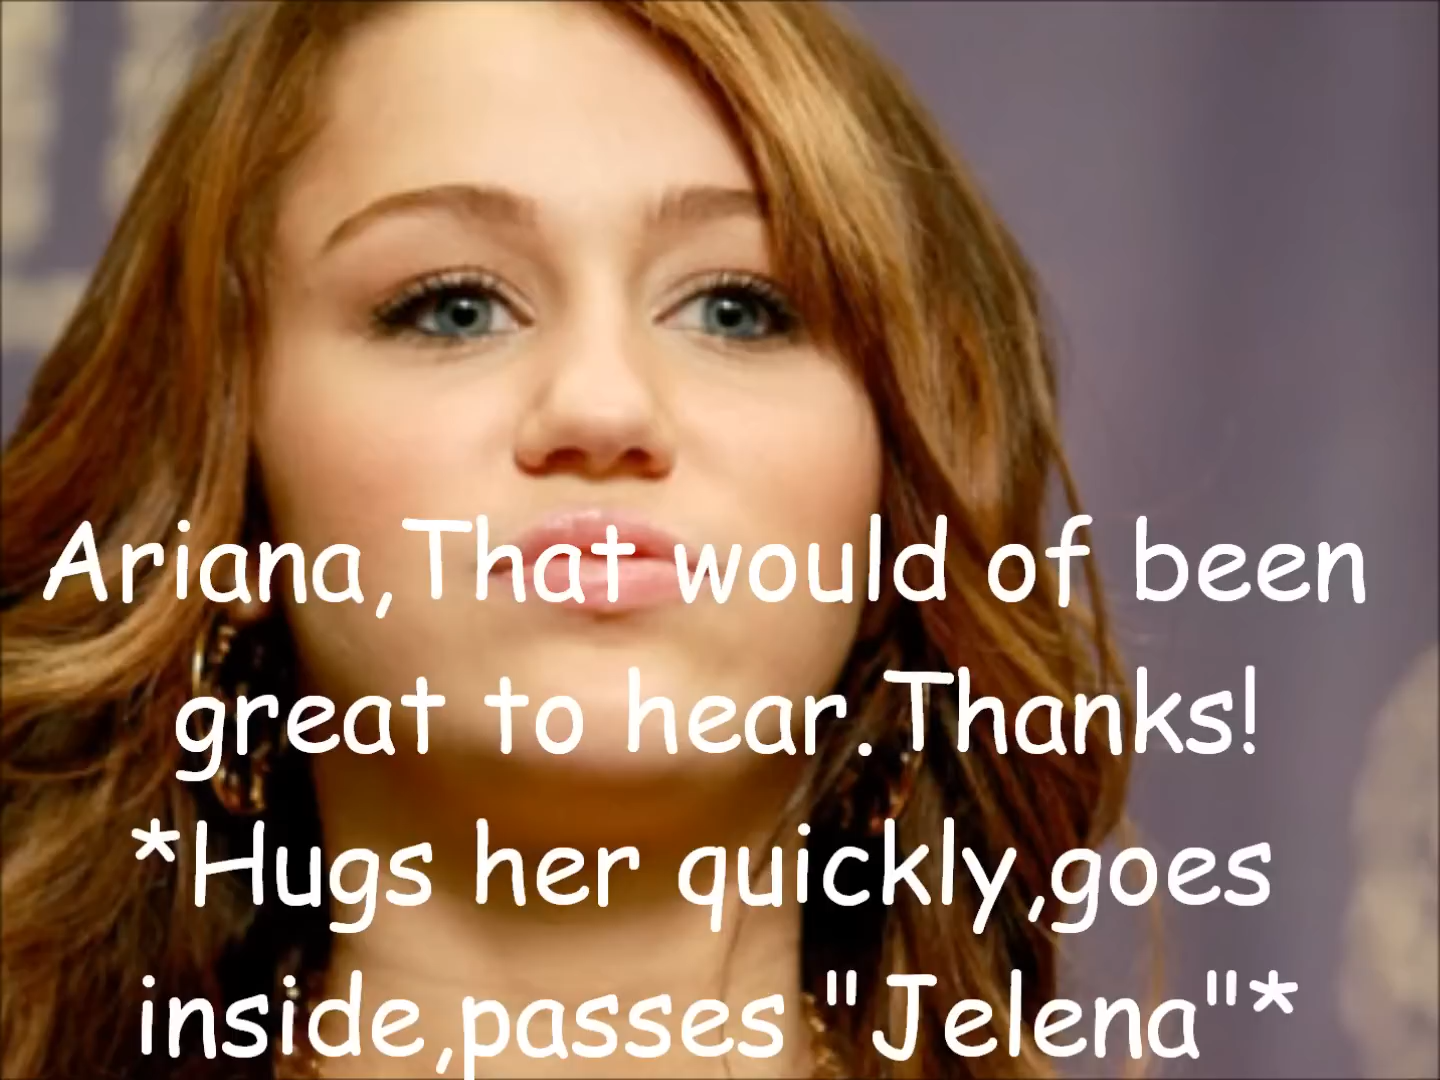 Ariana,That would of been
great to hear.Thanks!
*Hugs her quickly,goes
inside,passes "Jelena"*